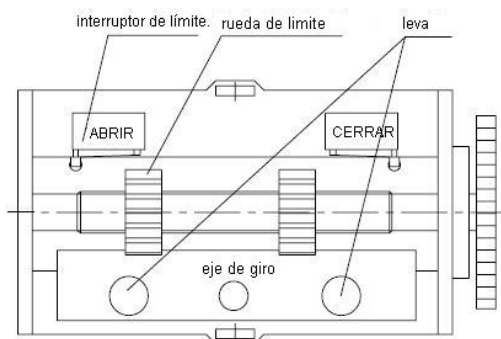 interruptor de límite. rueda de limite leva
ABRIR CERRAR
eje de giro